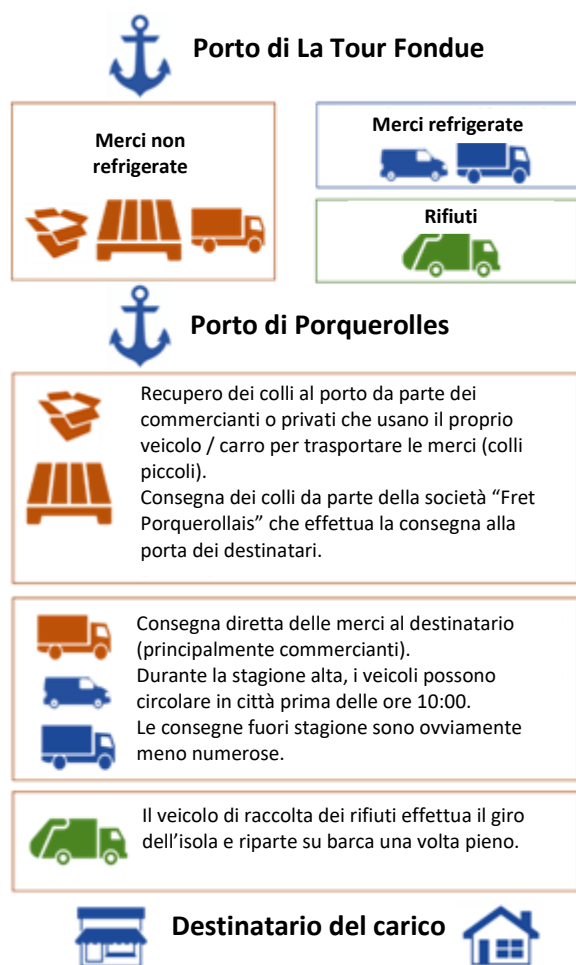 Porto di La Tour Fondue
Merci non
refrigerate
Merci refrigerate
Rifiuti
Porto di Porquerolles
Recupero dei colli al porto da parte dei
commercianti o privati che usano il proprio
veicolo / carro per trasportare le merci (colli
piccoli).
Consegna dei colli da parte della società “Fret
Porquerollais” che effettua la consegna alla
porta dei destinatari.
Consegna diretta delle merci al destinatario
(principalmente commercianti).
Durante la stagione alta, i veicoli possono
circolare in città prima delle ore 10:00.
Le consegne fuori stagione sono ovviamente
meno numerose.
Il veicolo di raccolta dei rifiuti effettua il giro
dell’isola e riparte su barca una volta pieno.
Destinatario del carico